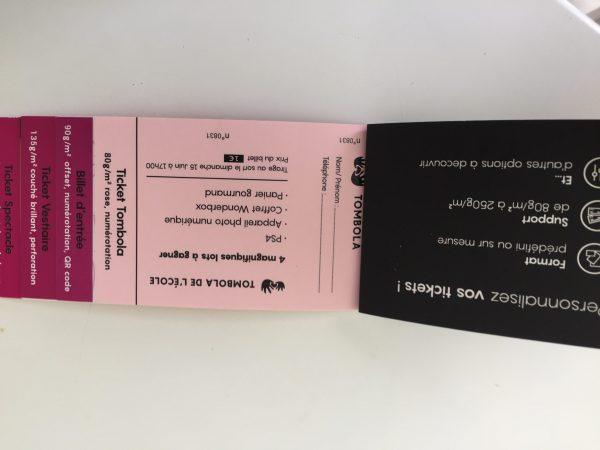 Personnalisez vos tickets !
Format
prédéfini ou sur mesure
Support
de 80g/m² à 250g/m²
Et...
d'autres options à découvrir
TOMBOLA
Nom/ Prénom :
Téléphone :
n°0831
TOMBOLA DE L'ÉCOLE
4 magnifiques lots à gagner
· PS4
· Appareil photo numérique
· Coffret Wonderbox
· Panier gourmand
Tirage au sort le dimanche 15 juin à 17h00
Prix du billet 1€
n°0831
Ticket Tombola
80g/m² rose, numérotation
Billet d'entrée
90g/m² offset, numérotation, QR code
Ticket Vestiaire
135g/m² couché brillant, perforation
Ticket Spectacle